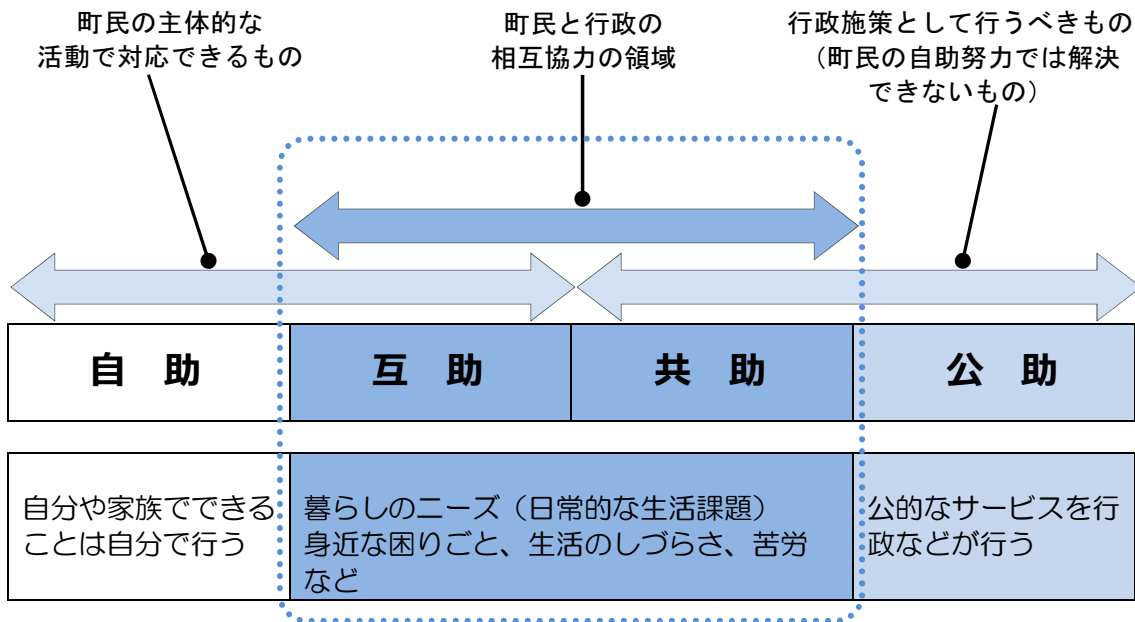 町民の主体的な
活動で対応できるもの
町民と行政の
相互協力の領域
行政施策として行うべきもの
（町民の自助努力では解決
できないもの）
自　助
互　助
共　助
公　助
自分や家族でできる
ことは自分で行う
暮らしのニーズ（日常的な生活課題）
身近な困りごと、生活のしづらさ、苦労
など
公的なサービスを行
政などが行う